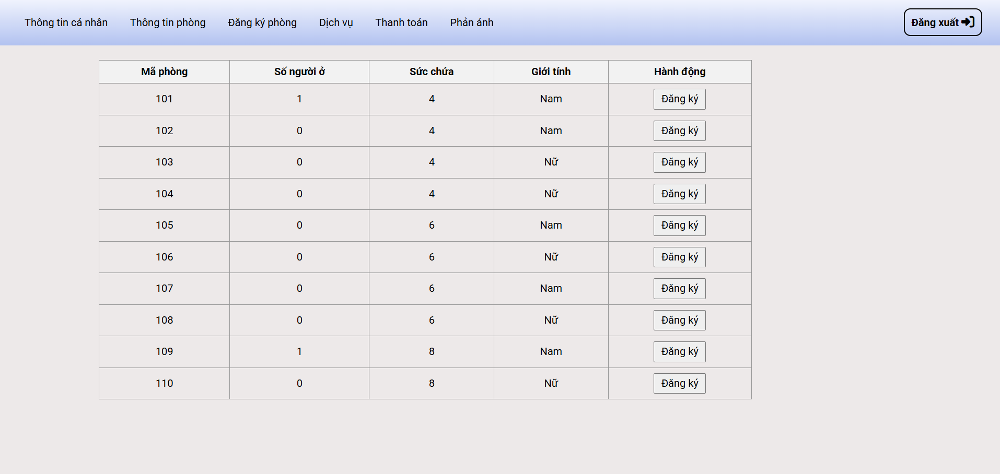 Thông tin cá nhân Thông tin phòng Đăng ký phòng Dịch vụ Thanh toán Phản ánh Đăng xuất
Mã phòng Số người ở Sức chứa Giới tính Hành động
101 1 4 Nam Đăng ký
102 0 4 Nam Đăng ký
103 0 4 Nữ Đăng ký
104 0 4 Nữ Đăng ký
105 0 6 Nam Đăng ký
106 0 6 Nữ Đăng ký
107 0 6 Nam Đăng ký
108 0 6 Nữ Đăng ký
109 1 8 Nam Đăng ký
110 0 8 Nữ Đăng ký